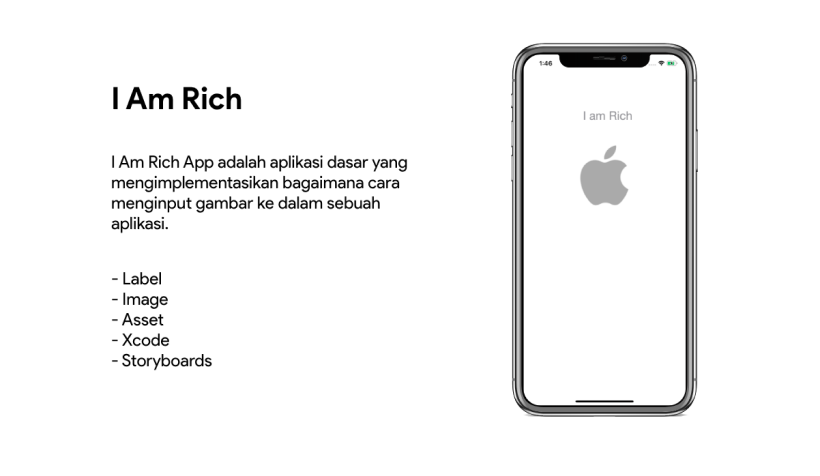 I Am Rich
I Am Rich App adalah aplikasi dasar yang
mengimplementasikan bagaimana cara
menginput gambar ke dalam sebuah
aplikasi.
- Label
- Image
- Asset
- Xcode
- Storyboards
1:46
I am Rich